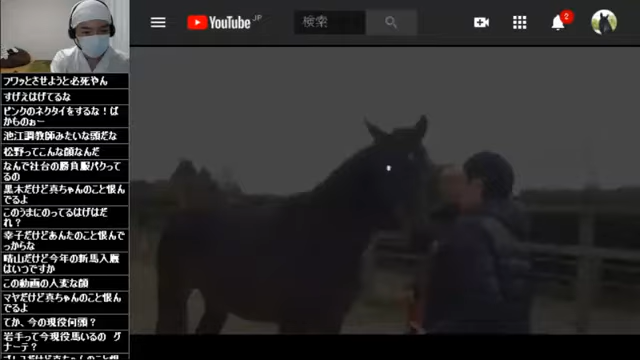 YouTube JP
検索
2
フワッとさせようと必死やん
すげえはげてるな
ピンクのネクタイをするな！ば
かものぉー
池江調教師みたいな頭だな
松野ってこんな顔なんだ
なんで社台の勝負服パクってる
のの
黒木だけど真ちゃんのこと恨ん
でるよ
このうまにのってるはげはだ
れ？
幸子だけどあんたのこと恨んで
っからな
晴山だけど今年の新馬入厩
はいつですか
この動画の人変な顔
マヤだけど真ちゃんのこと恨ん
でるよ
てか、今の現役何頭？
岩手って今現役馬いるの　グ
ナーテ？